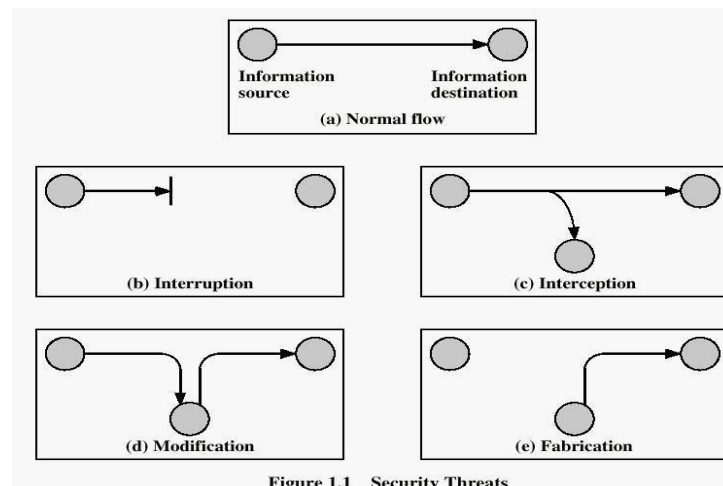 Information source
Information destination
(a) Normal flow
(b) Interruption
(c) Interception
(d) Modification
(e) Fabrication
Figure 1.1 Security Threats